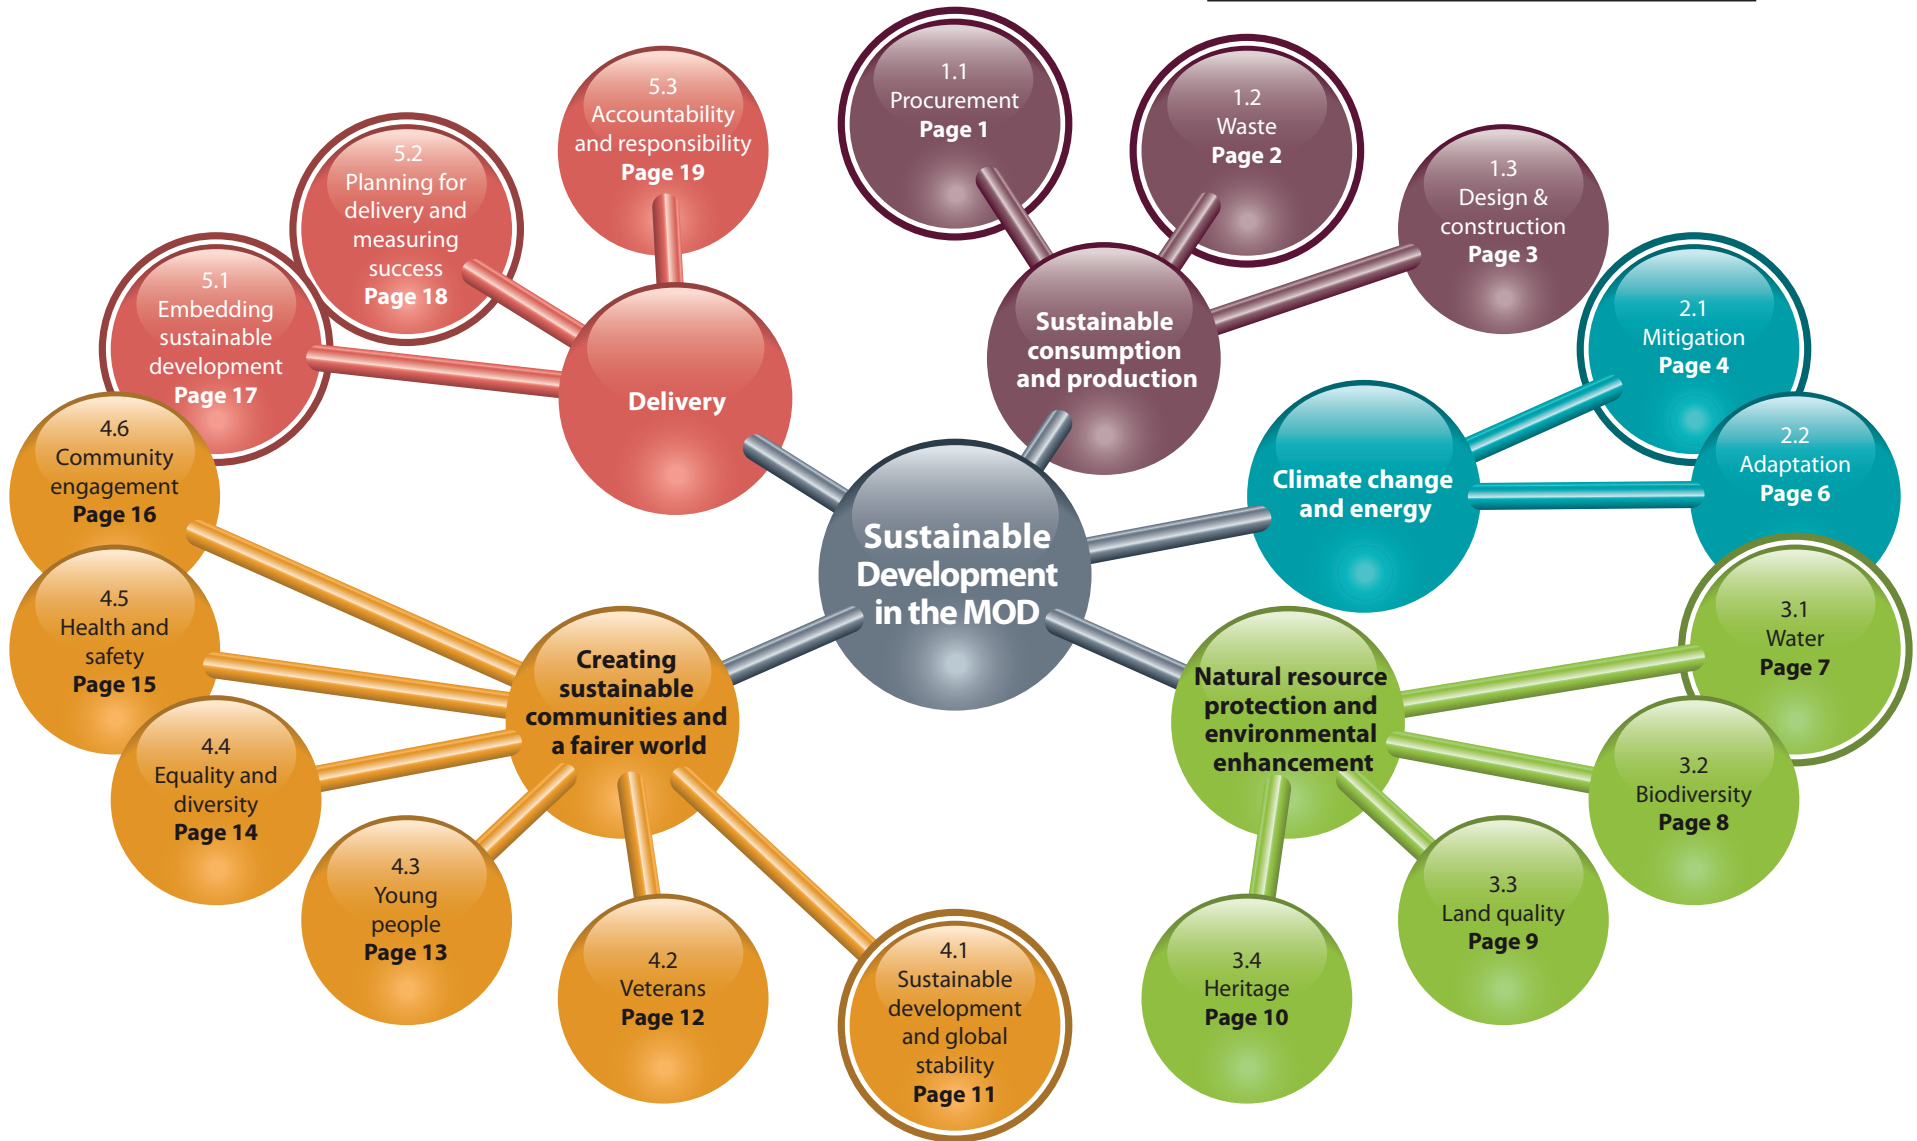 Sustainable
Development
in the MOD
Sustainable
consumption
and production
1.1
Procurement
Page 1
1.2
Waste
Page 2
1.3
Design &
construction
Page 3
Climate change
and energy
2.1
Mitigation
Page 4
2.2
Adaptation
Page 6
Natural resource
protection and
environmental
enhancement
3.1
Water
Page 7
3.2
Biodiversity
Page 8
3.3
Land quality
Page 9
3.4
Heritage
Page 10
Creating
sustainable
communities and
a fairer world
4.1
Sustainable
development
and global
stability
Page 11
4.2
Veterans
Page 12
4.3
Young
people
Page 13
4.4
Equality and
diversity
Page 14
4.5
Health and
safety
Page 15
4.6
Community
engagement
Page 16
Delivery
5.1
Embedding
sustainable
development
Page 17
5.2
Planning for
delivery and
measuring
success
Page 18
5.3
Accountability
and responsibility
Page 19